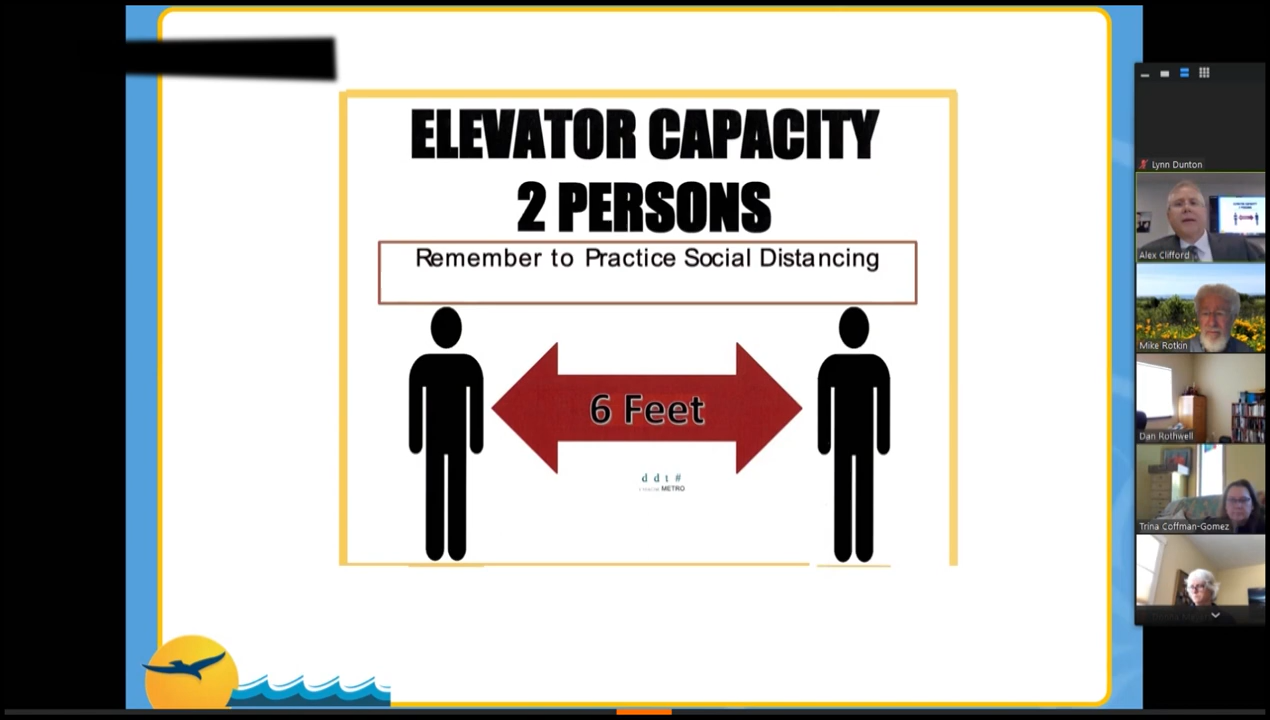 ELEVATOR CAPACITY
2 PERSONS
Remember to Practice Social Distancing
6 Feet
d d ι #
METRO
Lynn Dunton
Alex Clifford
Mike Rotkin
Dan Rothwell
Trina Coffman-Gomez